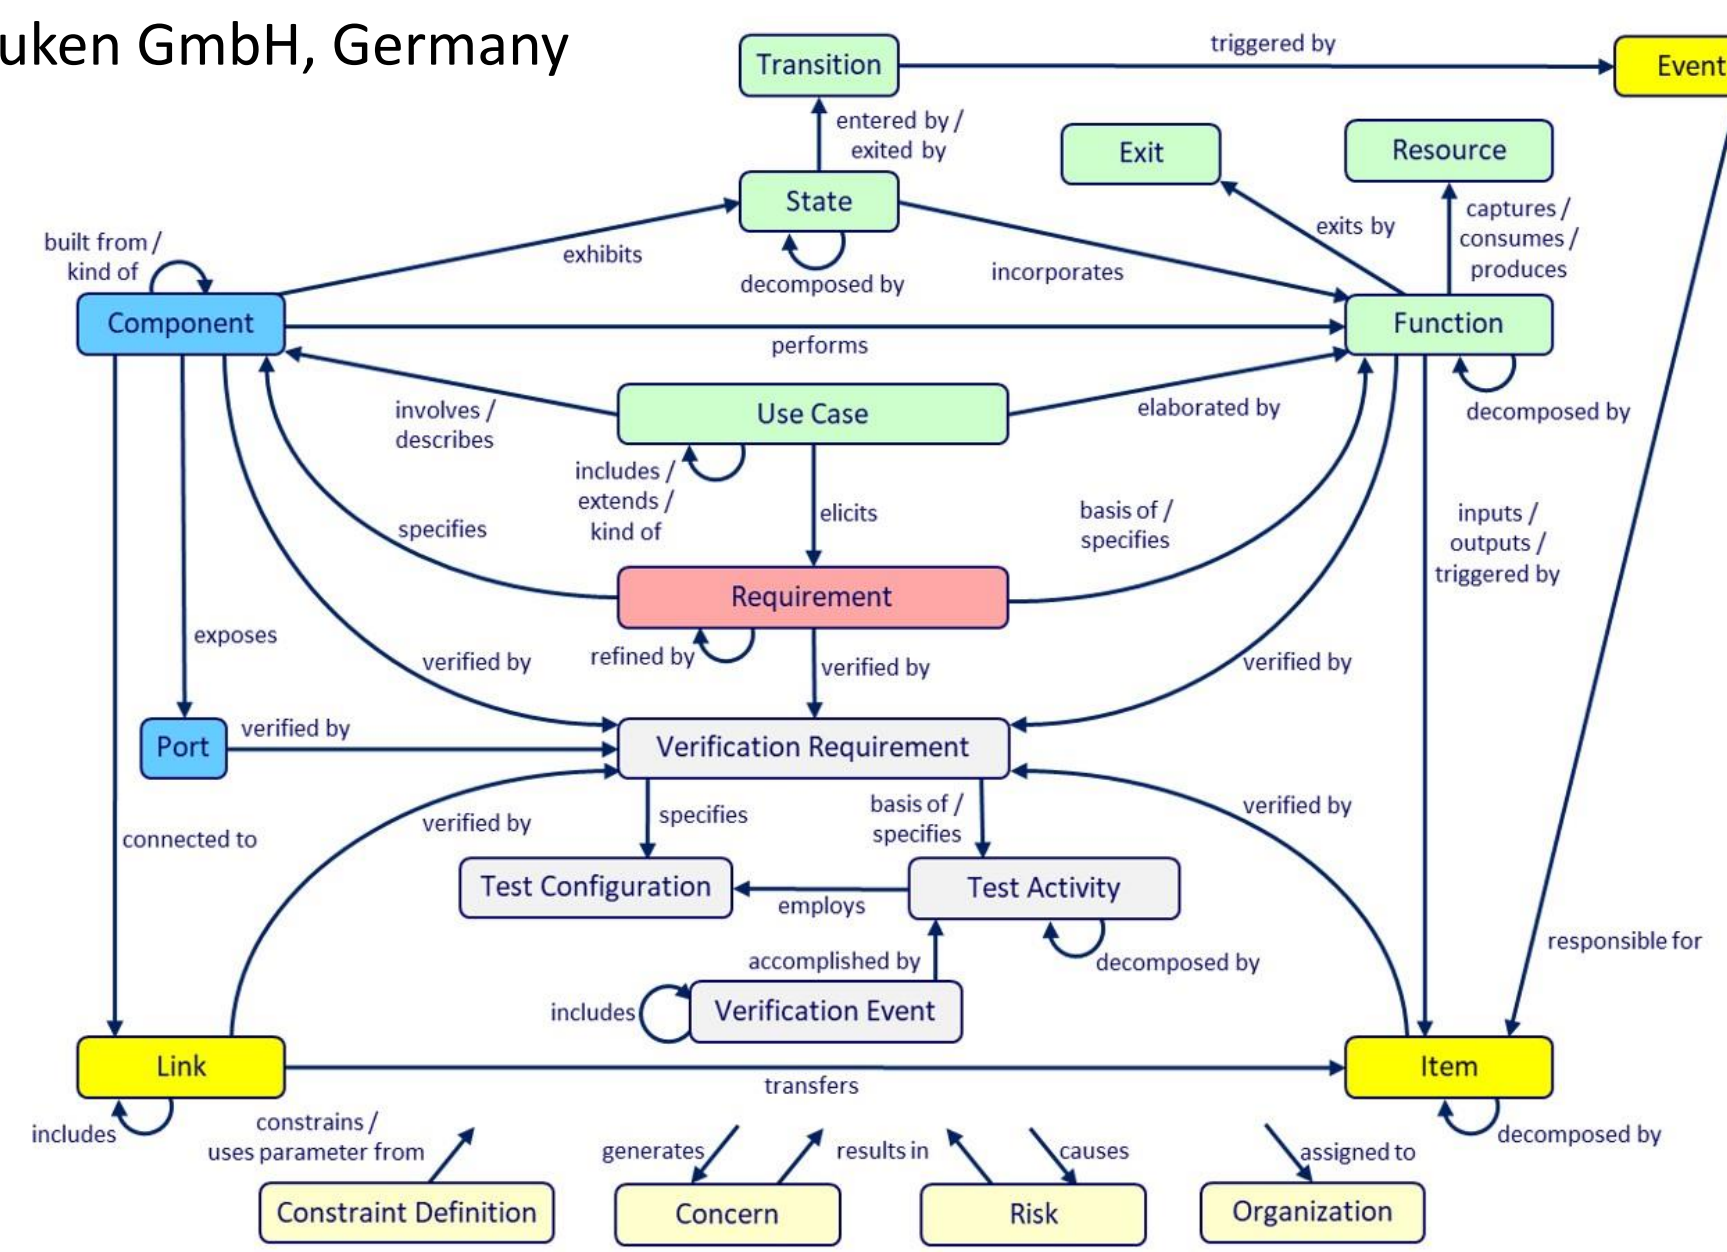 uken GmbH, Germany
Transition
triggered by
Event
entered by /
exited by
Exit
Resource
State
exhibits
decomposed by
incorporates
exits by
captures /
consumes /
produces
built from /
kind of
Component
performs
Function
decomposed by
involves /
describes
Use Case
elaborated by
includes /
extends /
kind of
elicits
specifies
basis of /
specifies
inputs /
outputs /
triggered by
Requirement
refined by
verified by
exposes
verified by
verified by
Port
verified by
Verification Requirement
verified by
specifies
basis of /
specifies
verified by
connected to
Test Configuration
employs
Test Activity
accomplished by
decomposed by
responsible for
includes
Verification Event
Link
transfers
Item
includes
decomposed by
constrains /
uses parameter from
generates
results in
causes
assigned to
Constraint Definition
Concern
Risk
Organization